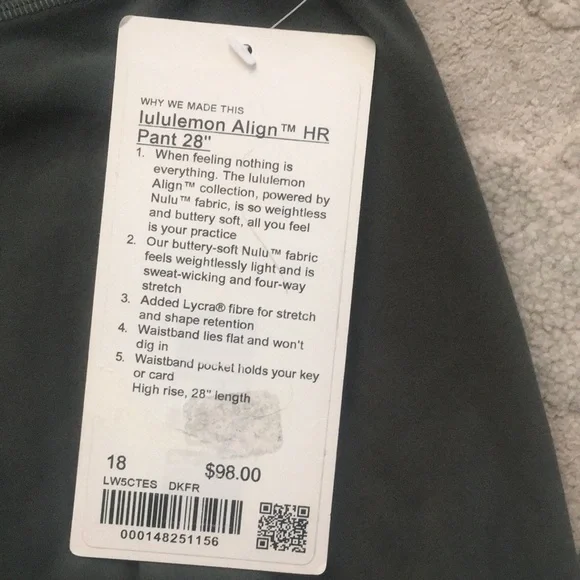 WHY WE MADE THIS
lululemon Align™ HR
Pant 28"
1. When feeling nothing is
everything. The lululemon
Align™ collection, powered by
Nulu™ fabric, is so weightless
and buttery soft, all you feel
is your practice
2. Our buttery-soft Nulu™ fabric
feels weightlessly light and is
sweat-wicking and four-way
stretch
3. Added Lycra® fibre for stretch
and shape retention
4. Waistband lies flat and won't
dig in
5. Waistband pocket holds your key
or card
High rise, 28" length
18 $98.00
LW5CTES DKFR
000148251156